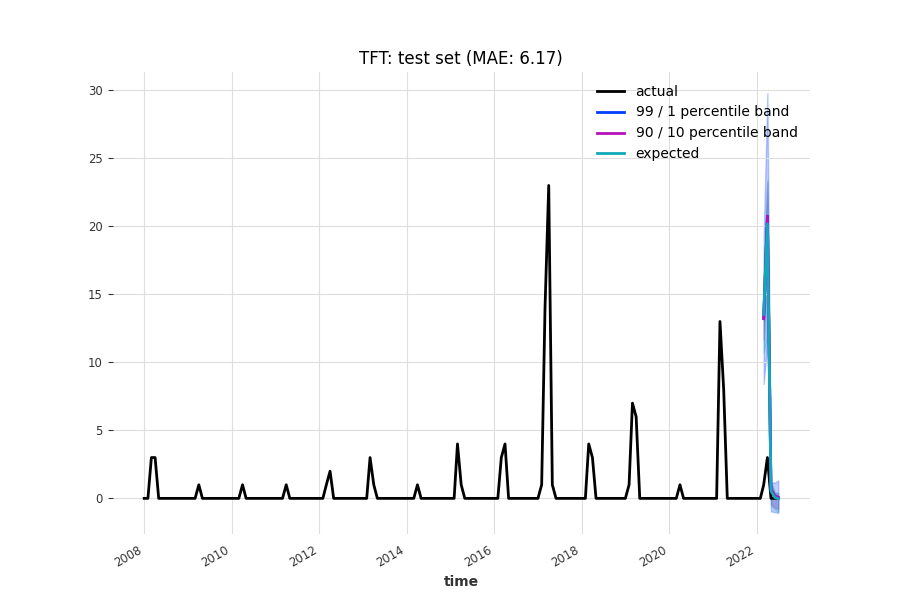 TFT: test set (MAE: 6.17)
actual
99 / 1 percentile band
90 / 10 percentile band
expected
30
25
20
15
10
5
0
2008
2010
2012
2014
2016
2018
2020
2022
time